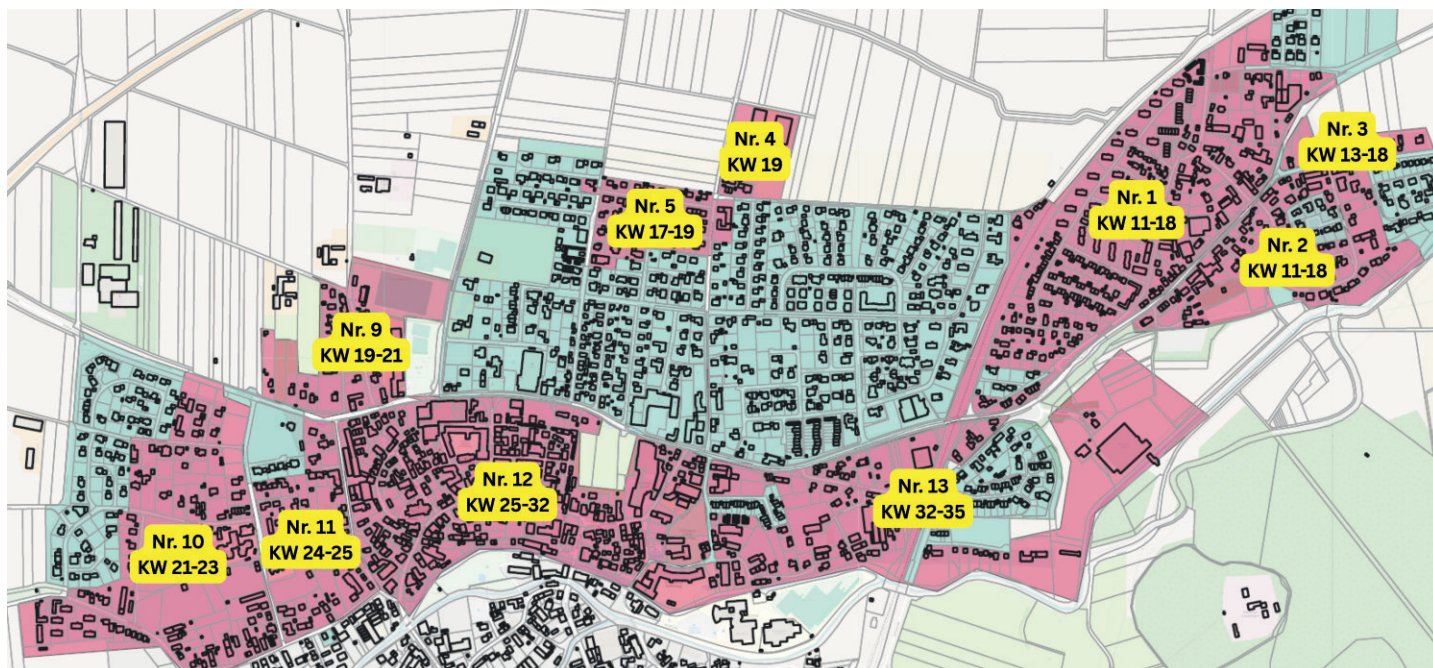 Nr. 4
KW 19
Nr. 3
KW 13-18
Nr. 5
KW 17-19
Nr. 1
KW 11-18
Nr. 2
KW 11-18
Nr. 9
KW 19-21
Nr. 12
KW 25-32
Nr. 13
KW 32-35
Nr. 11
KW 24-25
Nr. 10
KW 21-23